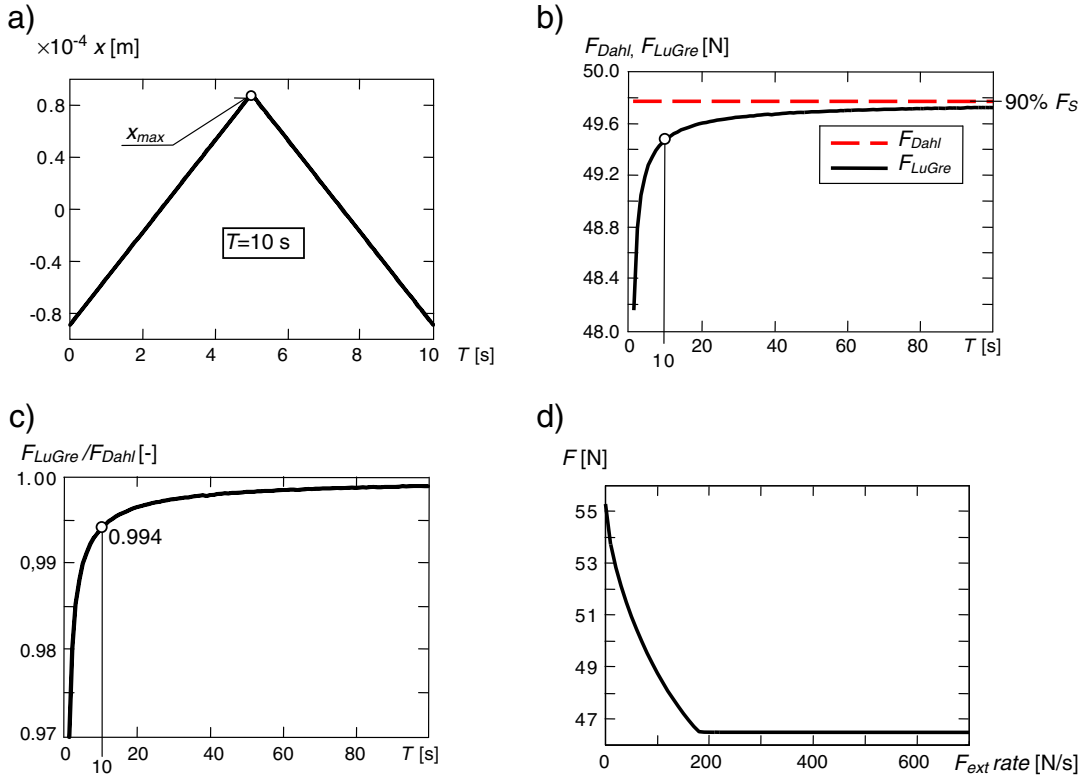 a)
×10⁻⁴ x [m]
0.8
0.4
0
-0.4
-0.8
x_max
T=10 s
0 2 4 6 8 10 T [s]
b)
F_Dahl, F_LuGre [N]
50.0
49.6
49.2
48.8
48.4
48.0
90% F_S
F_Dahl
F_LuGre
0 20 40 60 80 T [s]
10
c)
F_LuGre /F_Dahl [-]
1.00
0,99
0.98
0.97
0.994
0 20 40 60 80 T [s]
10
d)
F [N]
55
53
51
49
47
0 200 400 600 F_ext rate [N/s]